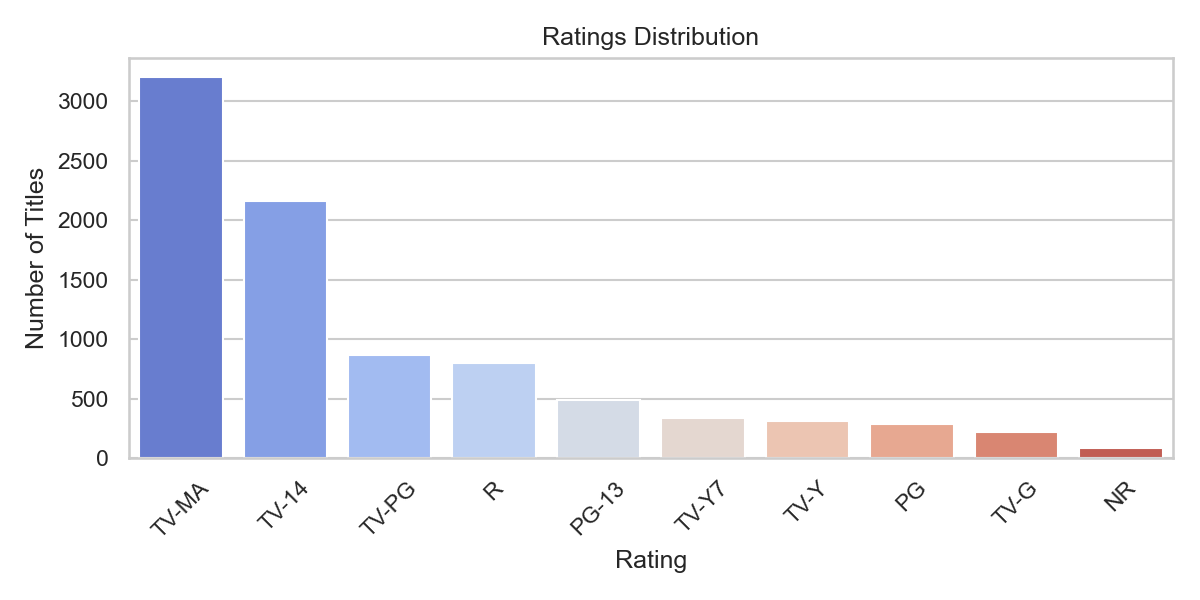 Ratings Distribution
Number of Titles
3000
2500
2000
1500
1000
500
0
TV-MA
TV-14
TV-PG
R
PG-13
TV-Y7
TV-Y
PG
TV-G
NR
Rating